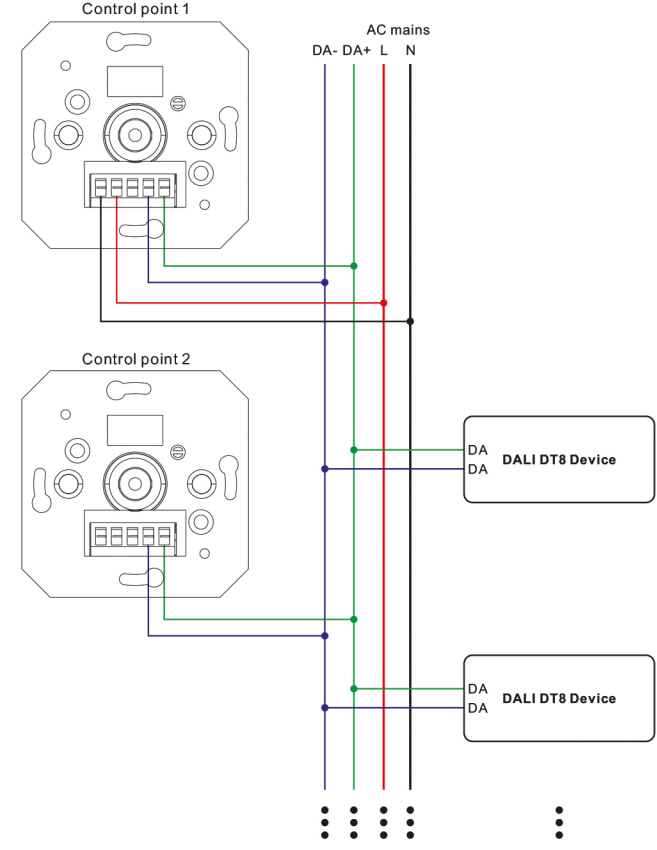 Control point 1
AC mains
DA- DA+ L N
Control point 2
DA
DALI DT8 Device
DA
DA
DALI DT8 Device
DA